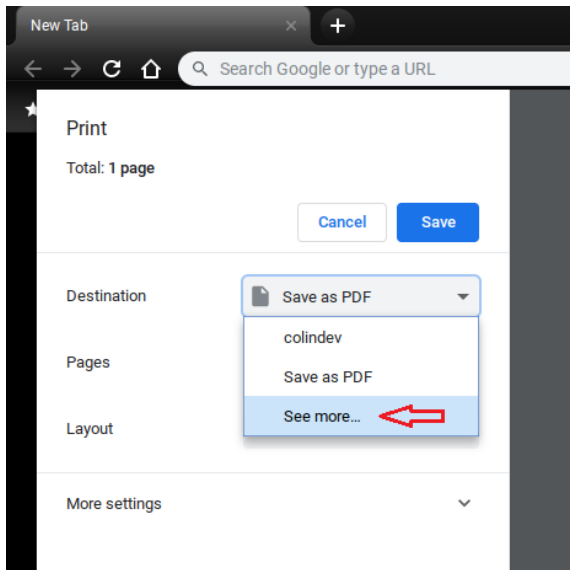 New Tab
Search Google or type a URL
Print
Total: 1 page
Cancel Save
Destination Save as PDF
colindev
Pages
Save as PDF
See more...
Layout
More settings